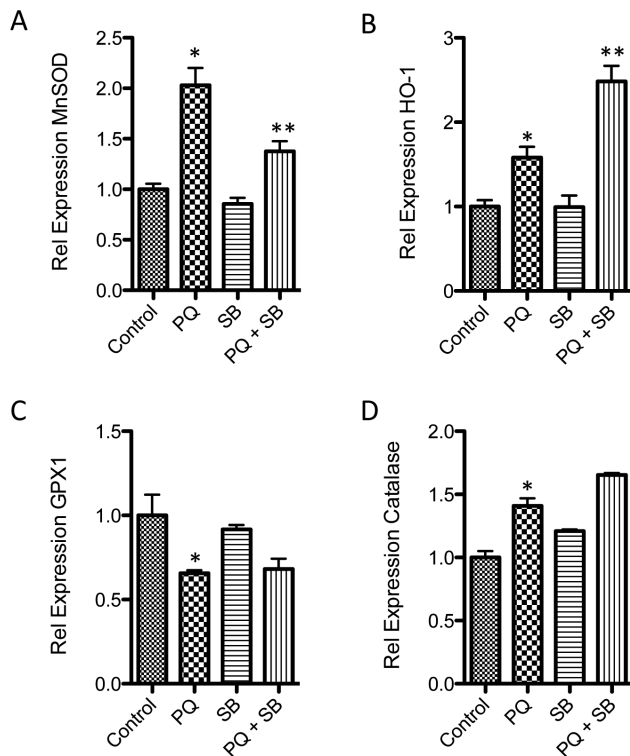 A
Rel Expression MnSOD
2.5
2.0
1.5
1.0
0.5
0.0
*
**
Control
PQ
SB
PQ + SB
B
Rel Expression HO-1
3
2
1
0
*
**
Control
PQ
SB
PQ + SB
C
Rel Expression GPX1
1.5
1.0
0.5
0.0
*
Control
PQ
SB
PQ + SB
D
Rel Expression Catalase
2.0
1.5
1.0
0.5
0.0
*
Control
PQ
SB
PQ + SB